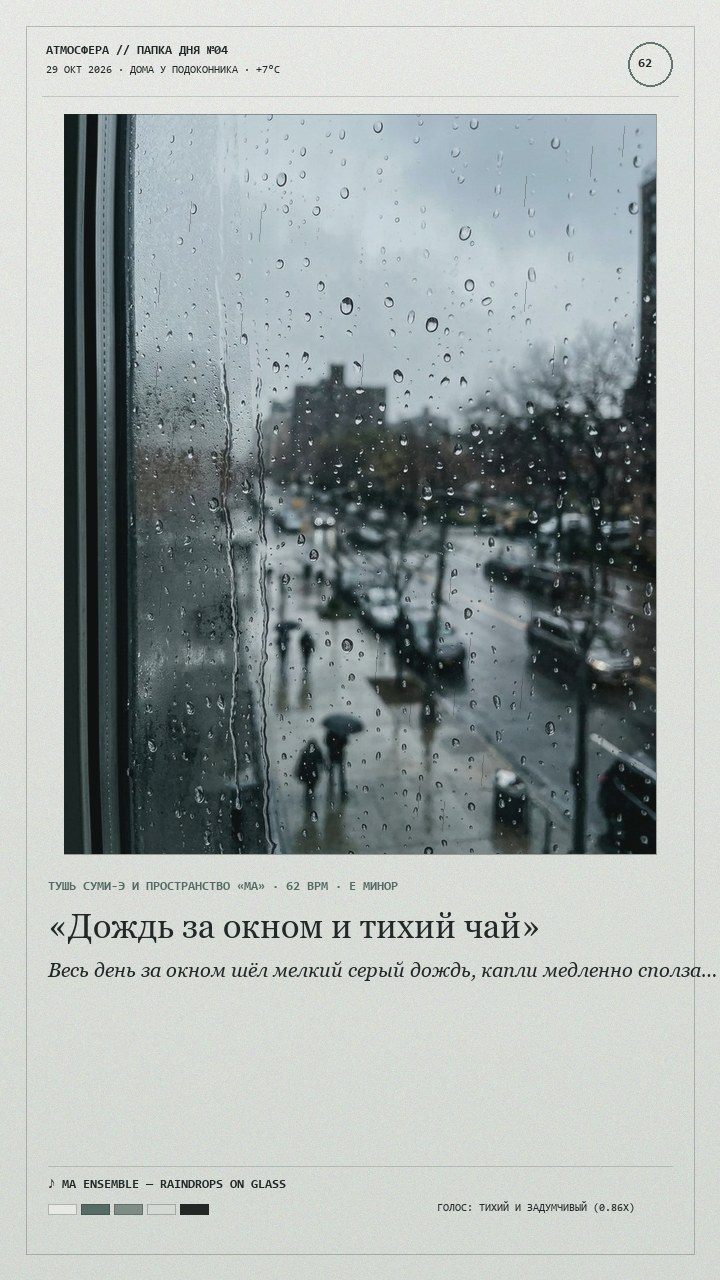 АТМОСФЕРА // ПАПКА ДНЯ №04
29 ОКТ 2026 · ДОМА У ПОДОКОННИКА · +7°C
62
ТУШЬ СУМИ-Э И ПРОСТРАНСТВО «МА» · 62 BPM · E МИНОР
«Дождь за окном и тихий чай»
Весь день за окном шёл мелкий серый дождь, капли медленно сполза...
♪ MA ENSEMBLE — RAINDROPS ON GLASS
ГОЛОС: ТИХИЙ И ЗАДУМЧИВЫЙ (0.86X)